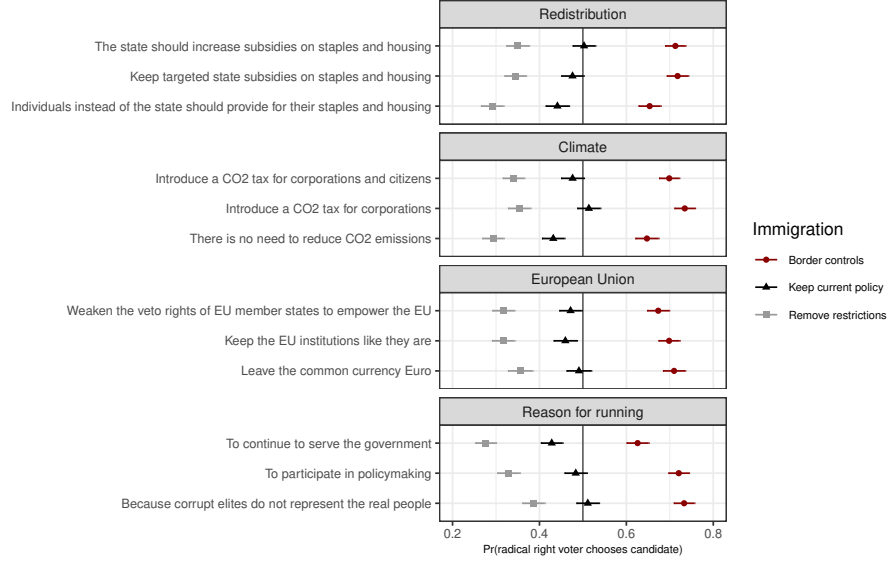 Redistribution
The state should increase subsidies on staples and housing
Keep targeted state subsidies on staples and housing
Individuals instead of the state should provide for their staples and housing
Climate
Introduce a CO2 tax for corporations and citizens
Introduce a CO2 tax for corporations
There is no need to reduce CO2 emissions
European Union
Weaken the veto rights of EU member states to empower the EU
Keep the EU institutions like they are
Leave the common currency Euro
Reason for running
To continue to serve the government
To participate in policymaking
Because corrupt elites do not represent the real people
0.2 0.4 0.6 0.8
Pr(radical right voter chooses candidate)
Immigration
Border controls
Keep current policy
Remove restrictions